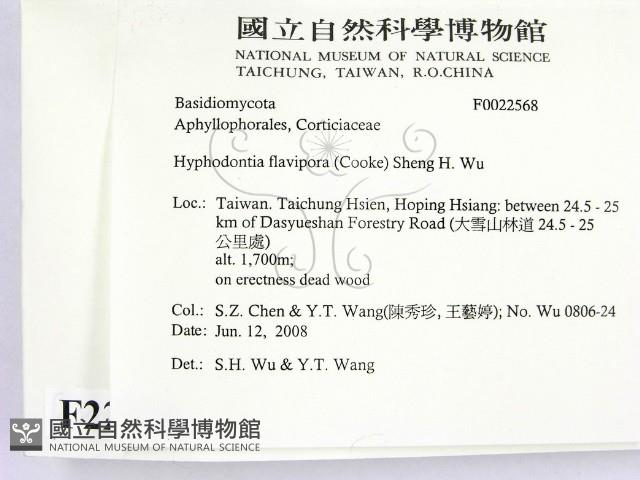 國立自然科學博物館
NATIONAL MUSEUM OF NATURAL SCIENCE
TAICHUNG, TAIWAN, R.O.CHINA
Basidiomycota F0022568
Aphyllophorales, Corticiaceae
Hyphodontia flavipora (Cooke) Sheng H. Wu
Loc.: Taiwan. Taichung Hsien, Hoping Hsiang: between 24.5 - 25
km of Dasyueshan Forestry Road (大雪山林道 24.5 - 25
公里處)
alt. 1,700m;
on erectness dead wood
Col.: S.Z. Chen & Y.T. Wang(陳秀珍, 王藝婷); No. Wu 0806-24
Date: Jun. 12, 2008
Det.: S.H. Wu & Y.T. Wang
國立自然科學博物館
NATIONAL MUSEUM OF NATURAL SCIENCE